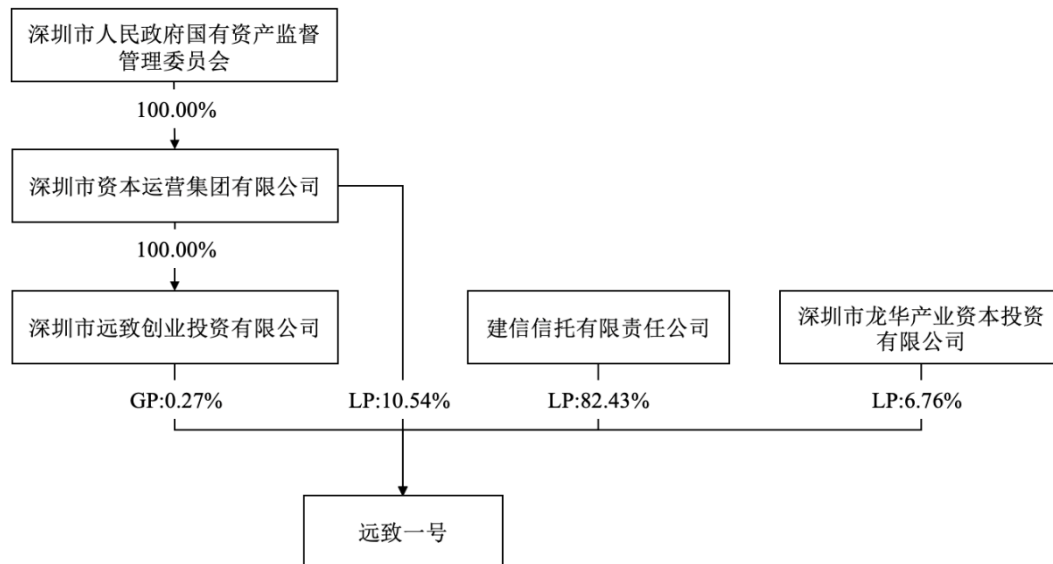 深圳市人民政府国有资产监督
管理委员会
100.00%
深圳市资本运营集团有限公司
100.00%
深圳市远致创业投资有限公司
建信信托有限责任公司
深圳市龙华产业资本投资
有限公司
GP:0.27%
LP:10.54%
LP:82.43%
LP:6.76%
远致一号